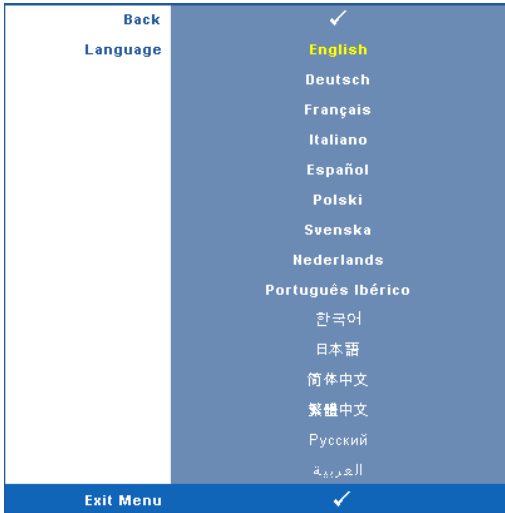 Back ✓
Language English
Deutsch
Français
Italiano
Español
Polski
Svenska
Nederlands
Português Ibérico
한국어
日本語
简体中文
繁體中文
Русский
العربية
Exit Menu ✓